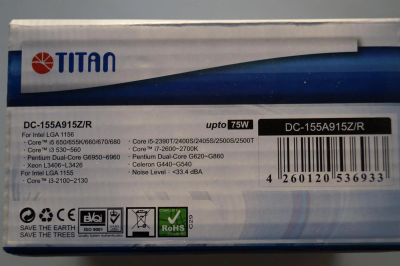 TITAN
DC-155A915Z/R
For Intel LGA 1156
· Core™ i5 650/655K/660/670/680
· Core™ i3 530~560
· Pentium Dual-Core G6950~6960
· Xeon L3406~L3426
For Intel LGA 1155
· Core™ i3-2100~2130
upto 75W
· Core i5-2390T/2400S/2405S/2500S/2500T
· Core™ i7-2600~2700K
· Pentium Dual-Core G620~G860
· Celeron G440~G540
· Noise Level : <33.4 dBA
DC-155A915Z/R
4 260120 536933
SAVE THE EARTH
SAVE THE TREES
ISO 9001
RoHS
G29